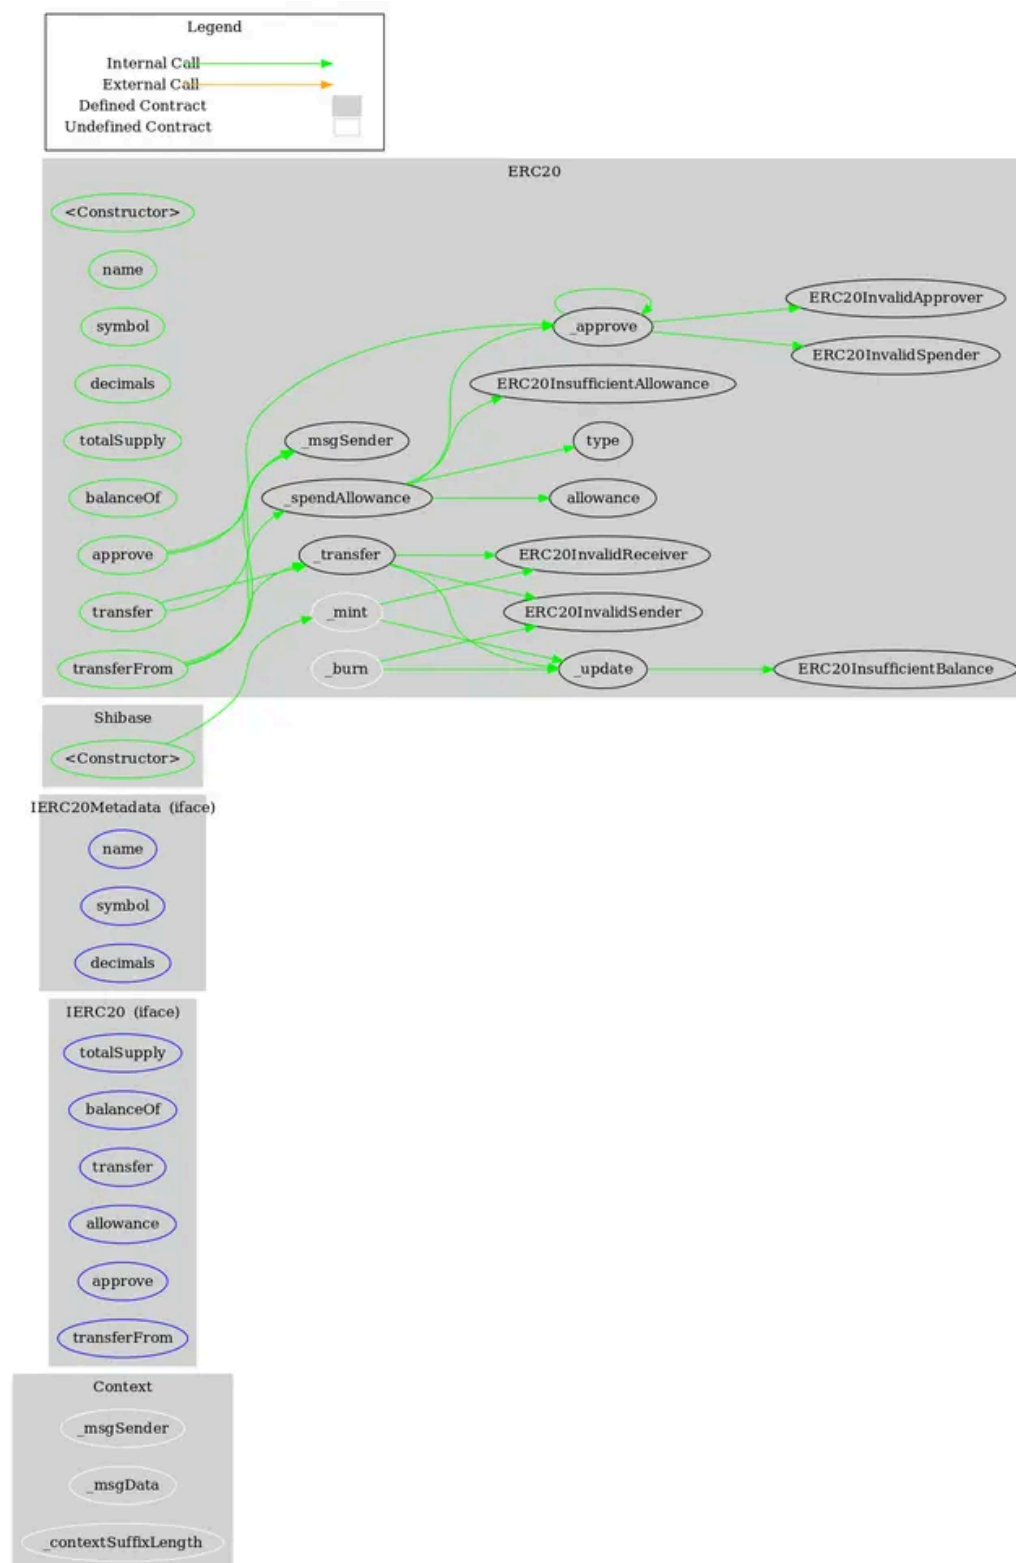 Legend
Internal Call
External Call
Defined Contract
Undefined Contract
ERC20
<Constructor>
name
symbol
decimals
totalSupply
balanceOf
approve
transfer
transferFrom
_msgSender
_spendAllowance
_transfer
_mint
_burn
_approve
ERC20InsufficientAllowance
type
allowance
ERC20InvalidReceiver
ERC20InvalidSender
_update
ERC20InvalidApprover
ERC20InvalidSpender
ERC20InsufficientBalance
Shibase
<Constructor>
IERC20Metadata (iface)
name
symbol
decimals
IERC20 (iface)
totalSupply
balanceOf
transfer
allowance
approve
transferFrom
Context
_msgSender
_msgData
_contextSuffixLength